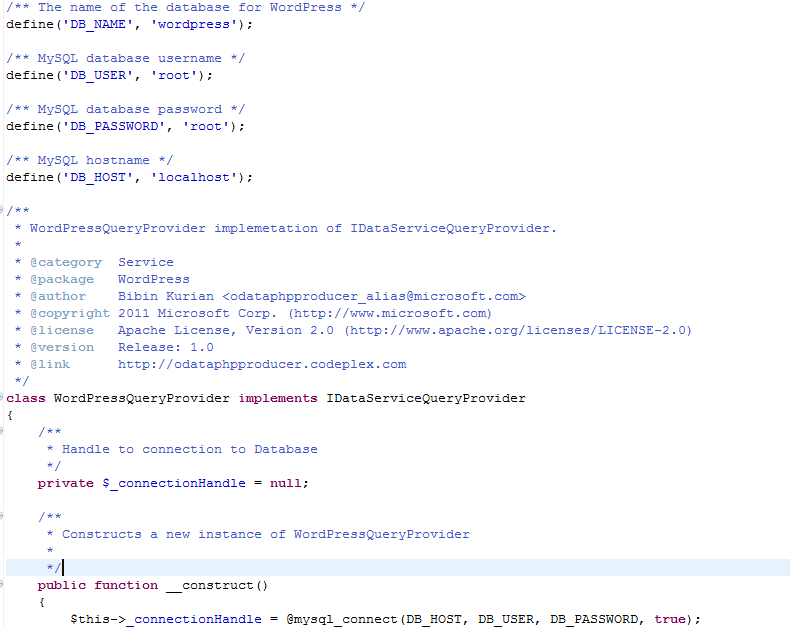 /** The name of the database for WordPress */
define('DB_NAME', 'wordpress');
/** MySQL database username */
define('DB_USER', 'root');
/** MySQL database password */
define('DB_PASSWORD', 'root');
/** MySQL hostname */
define('DB_HOST', 'localhost');
/**
 * WordPressQueryProvider implemetation of IDataServiceQueryProvider.
 *
 * @category  Service
 * @package   WordPress
 * @author    Bibin Kurian <odataphpproducer_alias@microsoft.com>
 * @copyright 2011 Microsoft Corp. (http://www.microsoft.com)
 * @license   Apache License, Version 2.0 (http://www.apache.org/licenses/LICENSE-2.0)
 * @version   Release: 1.0
 * @link      http://odataphpproducer.codeplex.com
 */
class WordPressQueryProvider implements IDataServiceQueryProvider
{
    /**
     * Handle to connection to Database
     */
    private $_connectionHandle = null;
    /**
     * Constructs a new instance of WordPressQueryProvider
     *
     */
    public function __construct()
    {
        $this->_connectionHandle = @mysql_connect(DB_HOST, DB_USER, DB_PASSWORD, true);